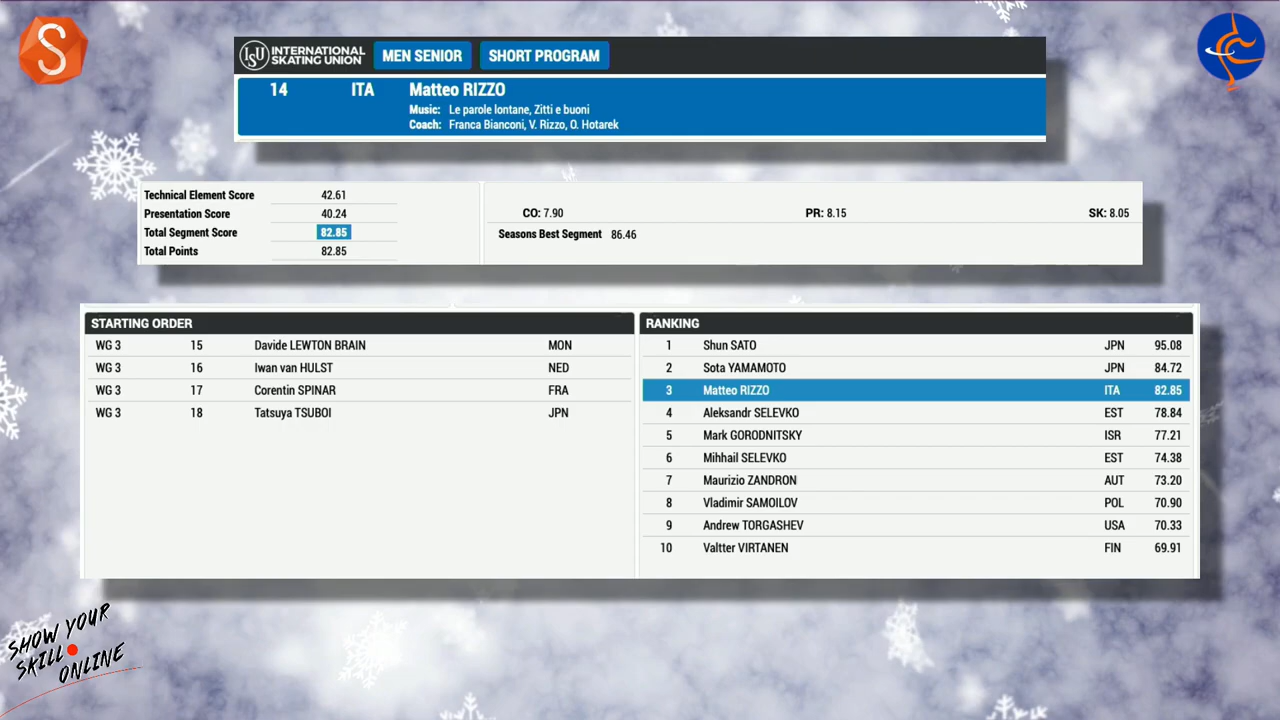 S
ISU INTERNATIONAL SKATING UNION MEN SENIOR SHORT PROGRAM
14 ITA Matteo RIZZO
Music: Le parole lontane, Zitti e buoni
Coach: Franca Bianconi, V. Rizzo, O. Hotarek
Technical Element Score 42.61
Presentation Score 40.24
Total Segment Score 82.85
Total Points 82.85
CO: 7.90 PR: 8.15 SK: 8.05
Seasons Best Segment 86.46
STARTING ORDER
WG 3 15 Davide LEWTON BRAIN MON
WG 3 16 Iwan van HULST NED
WG 3 17 Corentin SPINAR FRA
WG 3 18 Tatsuya TSUBOI JPN
RANKING
1 Shun SATO JPN 95.08
2 Sota YAMAMOTO JPN 84.72
3 Matteo RIZZO ITA 82.85
4 Aleksandr SELEVKO EST 78.84
5 Mark GORODNITSKY ISR 77.21
6 Mihhail SELEVKO EST 74.38
7 Maurizio ZANDRON AUT 73.20
8 Vladimir SAMOILOV POL 70.90
9 Andrew TORGASHEV USA 70.33
10 Valtter VIRTANEN FIN 69.91
SHOW YOUR
SKILL
ONLINE